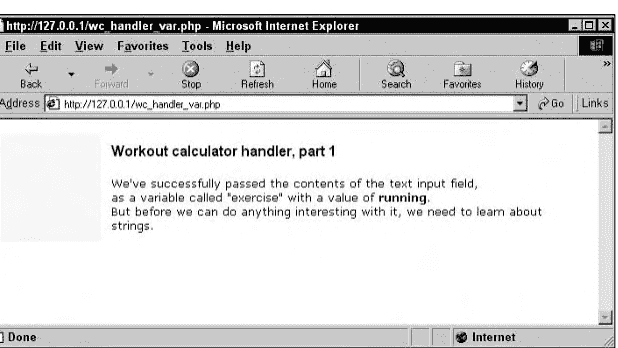 http://127.0.0.1/wc_handler_var.php - Microsoft Internet Explorer
File Edit View Favorites Tools Help
Back Forward Stop Refresh Home Search Favorites History »
Address http://127.0.0.1/wc_handler_var.php Go Links
Workout calculator handler, part 1
We've successfully passed the contents of the text input field,
as a variable called "exercise" with a value of running.
But before we can do anything interesting with it, we need to learn about
strings.
Done Internet